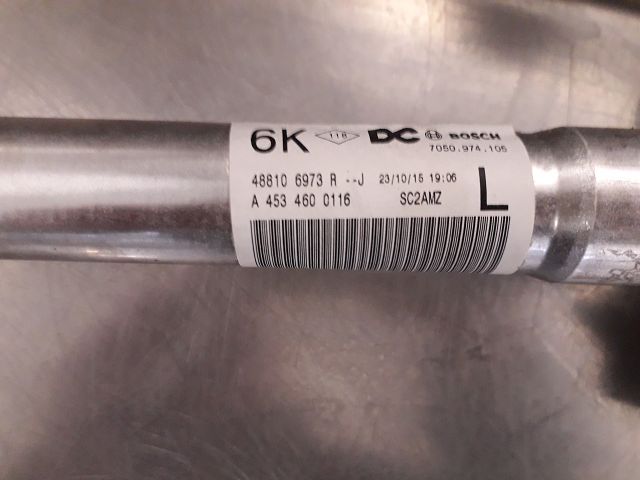 6K 118 DC BOSCH
7050.974.105
48810 6973 R --J 23/10/15 19:06
A 453 460 0116 SC2AMZ L